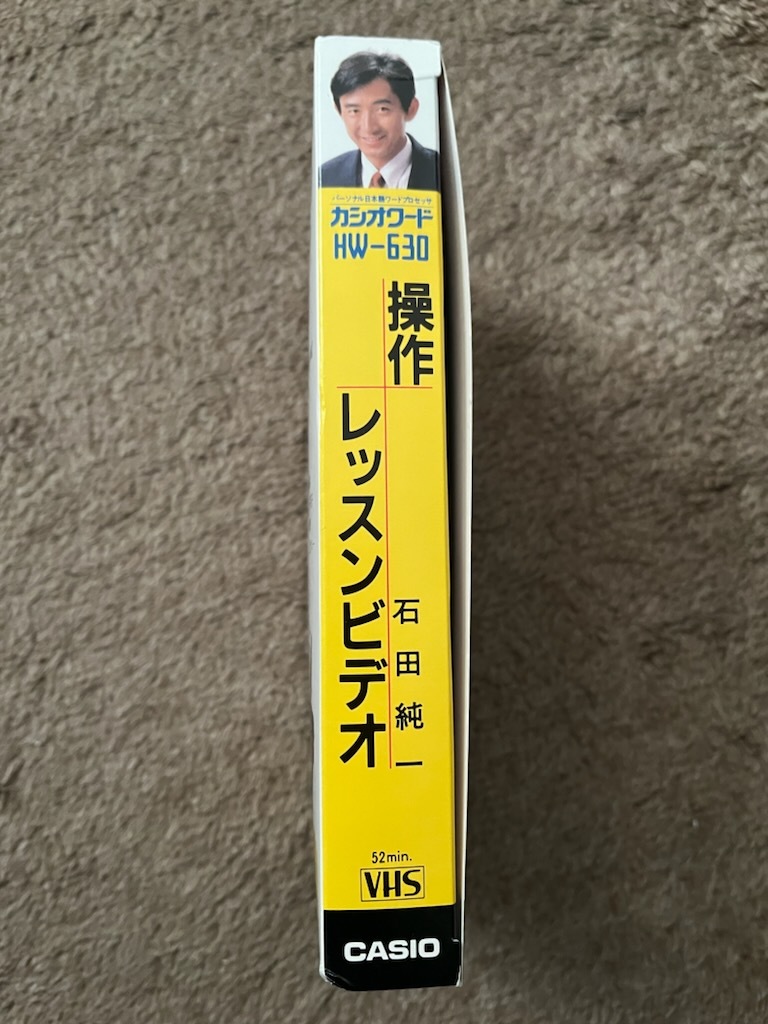 パーソナル日本語ワードプロセッサ
カシオワード
HW-630
操作
レッスンビデオ
石田純一
52min.
VHS
CASIO